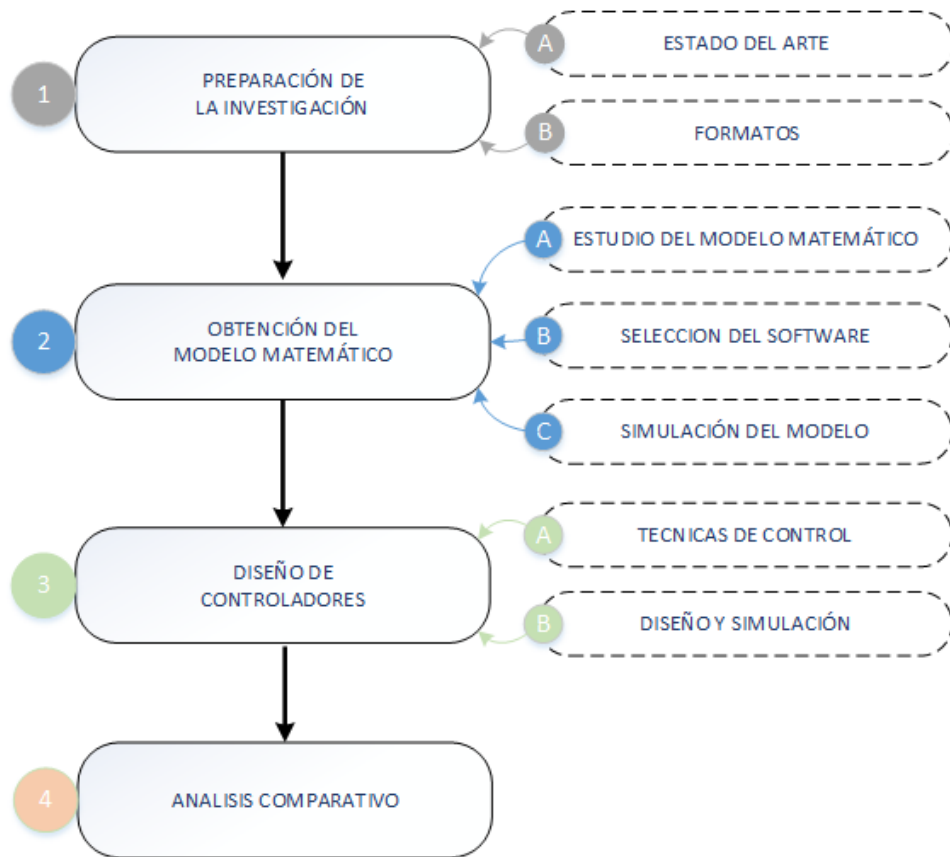 1
PREPARACIÓN DE
LA INVESTIGACIÓN
A
ESTADO DEL ARTE
B
FORMATOS
2
OBTENCIÓN DEL
MODELO MATEMÁTICO
A
ESTUDIO DEL MODELO MATEMÁTICO
B
SELECCION DEL SOFTWARE
C
SIMULACIÓN DEL MODELO
3
DISEÑO DE
CONTROLADORES
A
TECNICAS DE CONTROL
B
DISEÑO Y SIMULACIÓN
4
ANALISIS COMPARATIVO